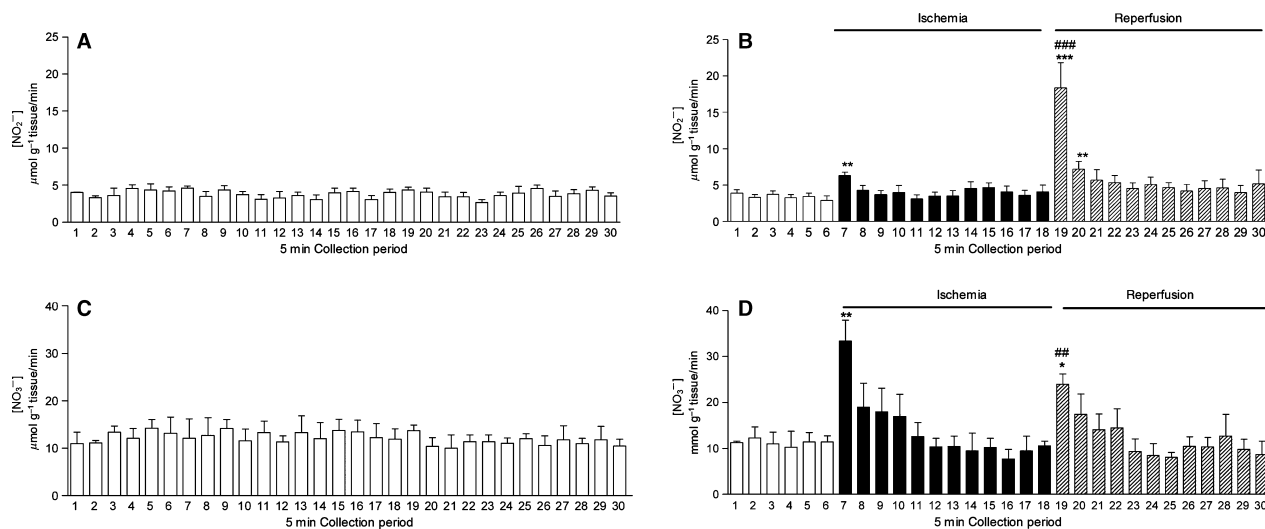 A
25
20
15
10
5
0
[NO₂⁻]
µmol g⁻¹ tissue/min
1 2 3 4 5 6 7 8 9 10 11 12 13 14 15 16 17 18 19 20 21 22 23 24 25 26 27 28 29 30
5 min Collection period
Ischemia Reperfusion
B
25
20
15
10
5
0
[NO₂⁻]
µmol g⁻¹ tissue/min
**
###
***
**
1 2 3 4 5 6 7 8 9 10 11 12 13 14 15 16 17 18 19 20 21 22 23 24 25 26 27 28 29 30
5 min Collection period
C
40
30
20
10
0
[NO₃⁻]
µmol g⁻¹ tissue/min
1 2 3 4 5 6 7 8 9 10 11 12 13 14 15 16 17 18 19 20 21 22 23 24 25 26 27 28 29 30
5 min Collection period
Ischemia Reperfusion
D
40
30
20
10
0
[NO₃⁻]
mmol g⁻¹ tissue/min
**
##
*
1 2 3 4 5 6 7 8 9 10 11 12 13 14 15 16 17 18 19 20 21 22 23 24 25 26 27 28 29 30
5 min Collection period